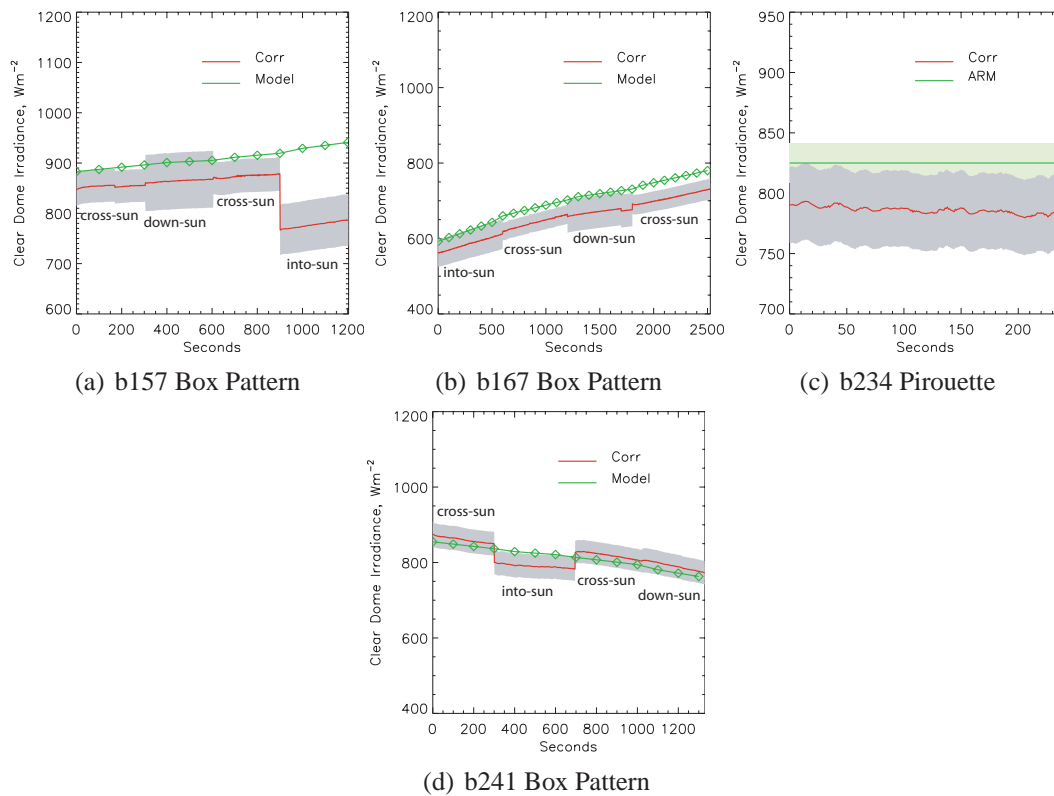 1200
1100
1000
900
800
700
600
Clear Dome Irradiance, Wm⁻²
Corr
Model
cross-sun
down-sun
cross-sun
into-sun
0 200 400 600 800 1000 1200
Seconds
(a) b157 Box Pattern
1200
1000
800
600
400
Clear Dome Irradiance, Wm⁻²
Corr
Model
into-sun
cross-sun
down-sun
cross-sun
0 500 1000 1500 2000 2500
Seconds
(b) b167 Box Pattern
950
900
850
800
750
700
Clear Dome Irradiance, Wm⁻²
Corr
ARM
0 50 100 150 200
Seconds
(c) b234 Pirouette
1200
1000
800
600
400
Clear Dome Irradiance, Wm⁻²
Corr
Model
cross-sun
into-sun
cross-sun
down-sun
0 200 400 600 800 1000 1200
Seconds
(d) b241 Box Pattern